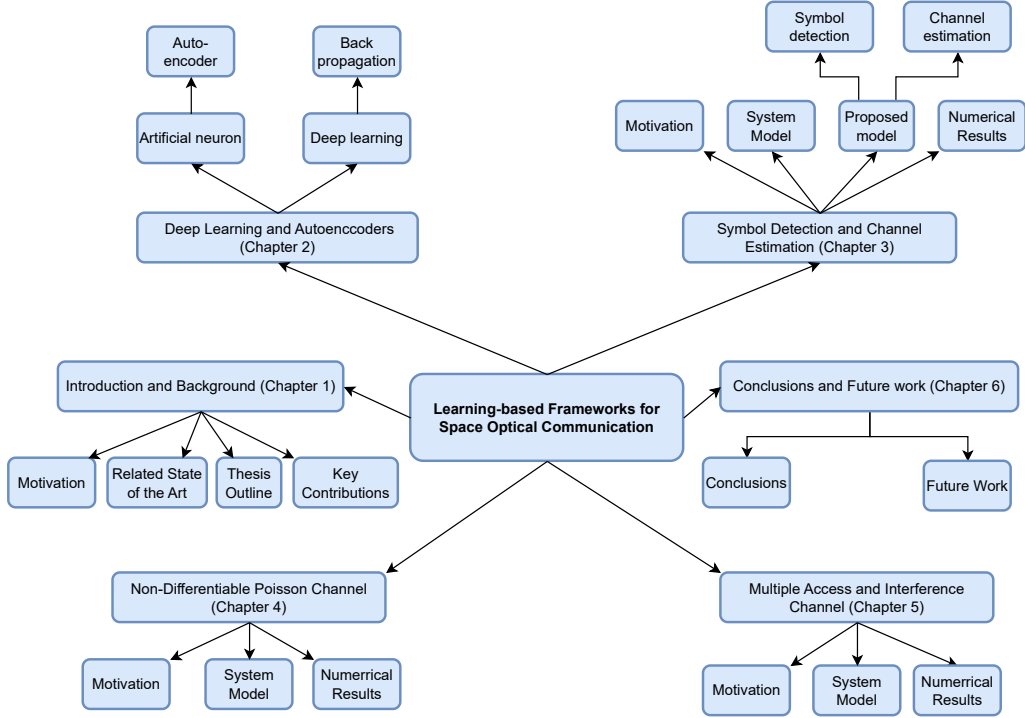 Auto-
encoder
Back
propagation
Artificial neuron
Deep learning
Deep Learning and Autoenccoders
(Chapter 2)
Symbol
detection
Channel
estimation
Motivation
System
Model
Proposed
model
Numerical
Results
Symbol Detection and Channel
Estimation (Chapter 3)
Introduction and Background (Chapter 1)
Motivation
Related State
of the Art
Thesis
Outline
Key
Contributions
Learning-based Frameworks for
Space Optical Communication
Conclusions and Future work (Chapter 6)
Conclusions
Future Work
Non-Differentiable Poisson Channel
(Chapter 4)
Motivation
System
Model
Numerical
Results
Multiple Access and Interference
Channel (Chapter 5)
Motivation
System
Model
Numerical
Results